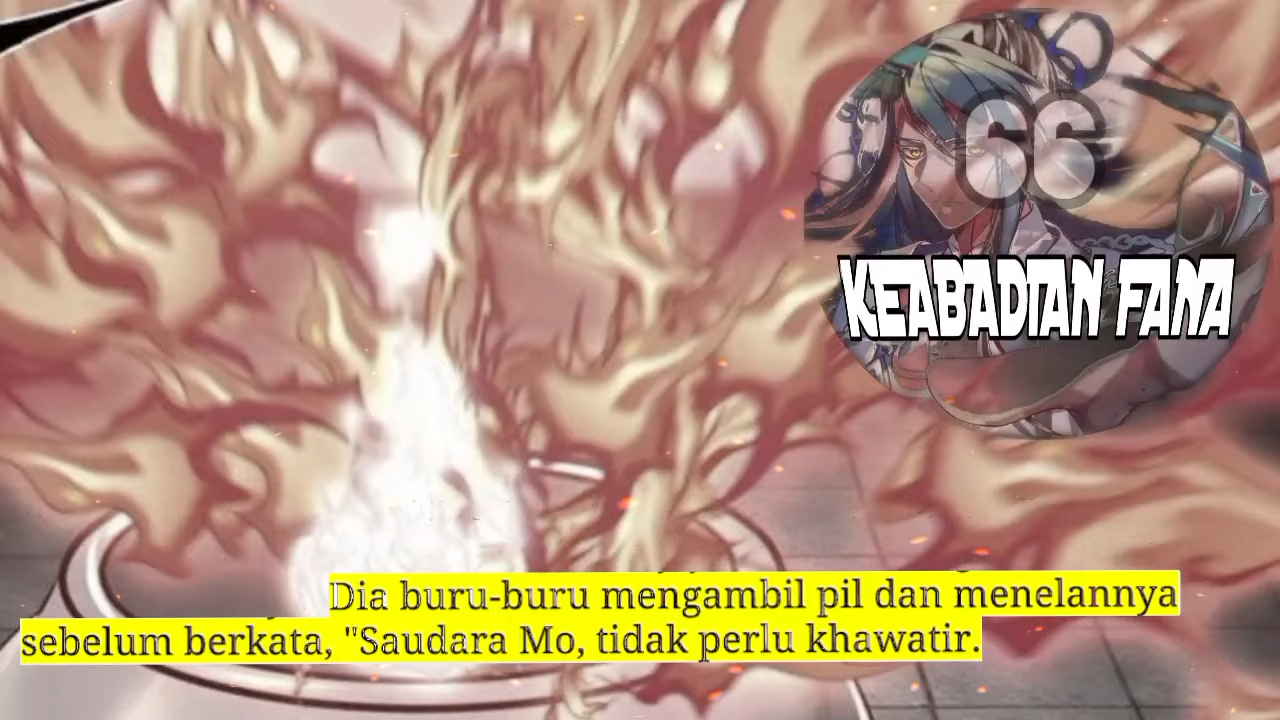 66
KEABADIAN FANA
Dia buru-buru mengambil pil dan menelannya
sebelum berkata, "Saudara Mo, tidak perlu khawatir.